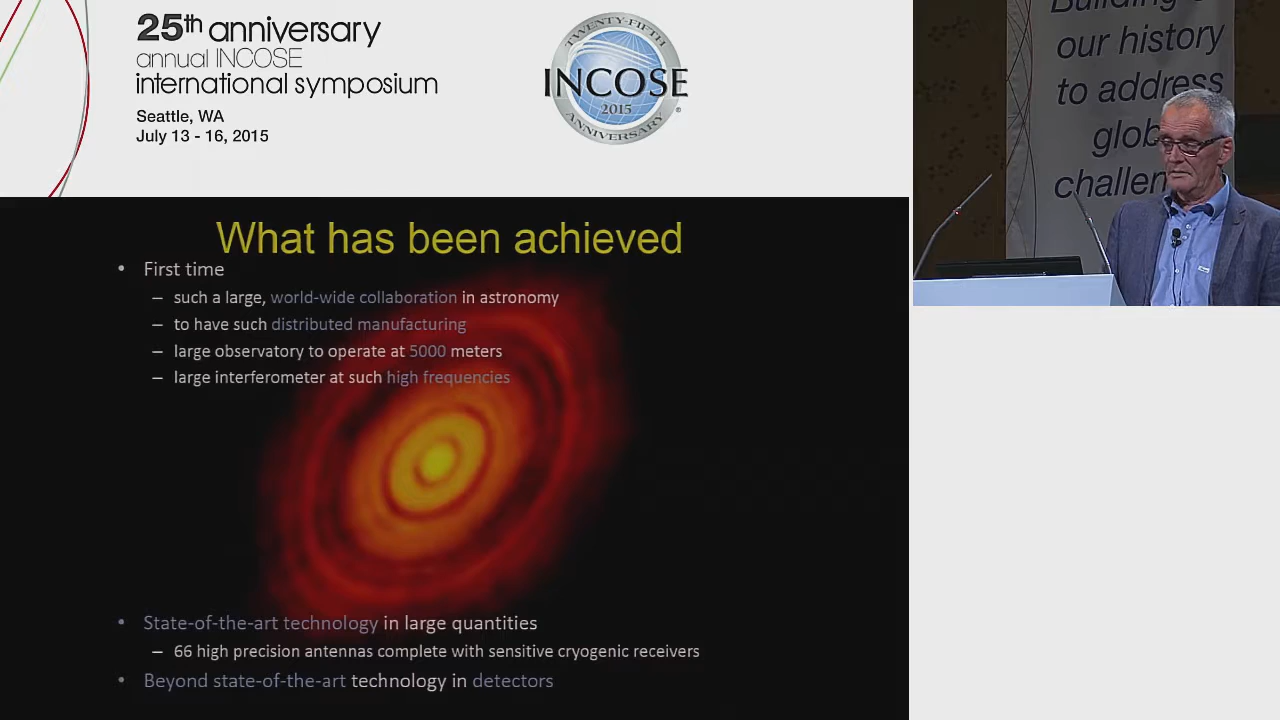 25th anniversary
annual INCOSE
international symposium
Seattle, WA
July 13 - 16, 2015
TWENTY-FIFTH
INCOSE
2015
ANNIVERSARY
Building
our history
to address
What has been achieved
• First time
– such a large, world-wide collaboration in astronomy
– to have such distributed manufacturing
– large observatory to operate at 5000 meters
– large interferometer at such high frequencies
• State-of-the-art technology in large quantities
– 66 high precision antennas complete with sensitive cryogenic receivers
• Beyond state-of-the-art technology in detectors